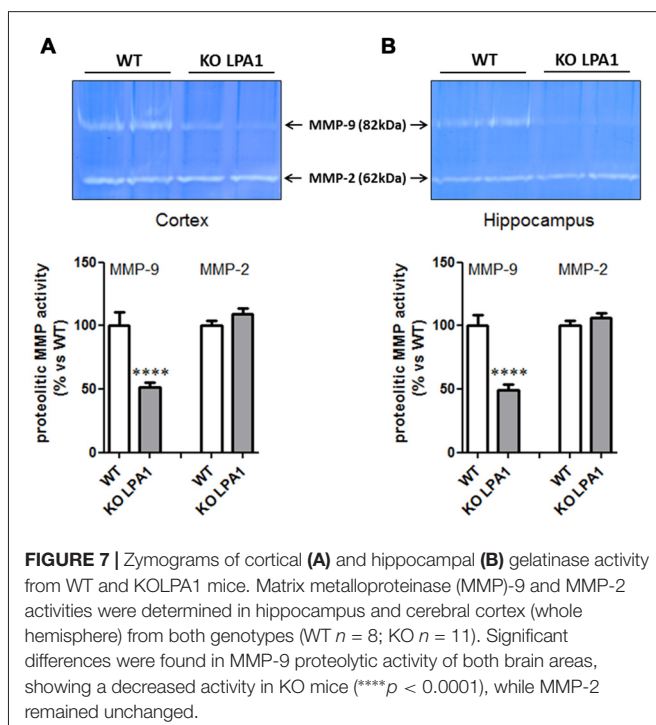 A
B
WT KO LPA1
WT KO LPA1
MMP-9 (82kDa)
MMP-2 (62kDa)
Cortex
Hippocampus
proteolitic MMP activity
(% vs WT)
150
100
50
0
MMP-9 MMP-2
****
WT
KO LPA1
WT
KO LPA1
proteolitic MMP activity
(% vs WT)
150
100
50
0
MMP-9 MMP-2
****
WT
KO LPA1
WT
KO LPA1
FIGURE 7 | Zymograms of cortical (A) and hippocampal (B) gelatinase activity
from WT and KOLPA1 mice. Matrix metalloproteinase (MMP)-9 and MMP-2
activities were determined in hippocampus and cerebral cortex (whole
hemisphere) from both genotypes (WT n = 8; KO n = 11). Significant
differences were found in MMP-9 proteolytic activity of both brain areas,
showing a decreased activity in KO mice (****p < 0.0001), while MMP-2
remained unchanged.